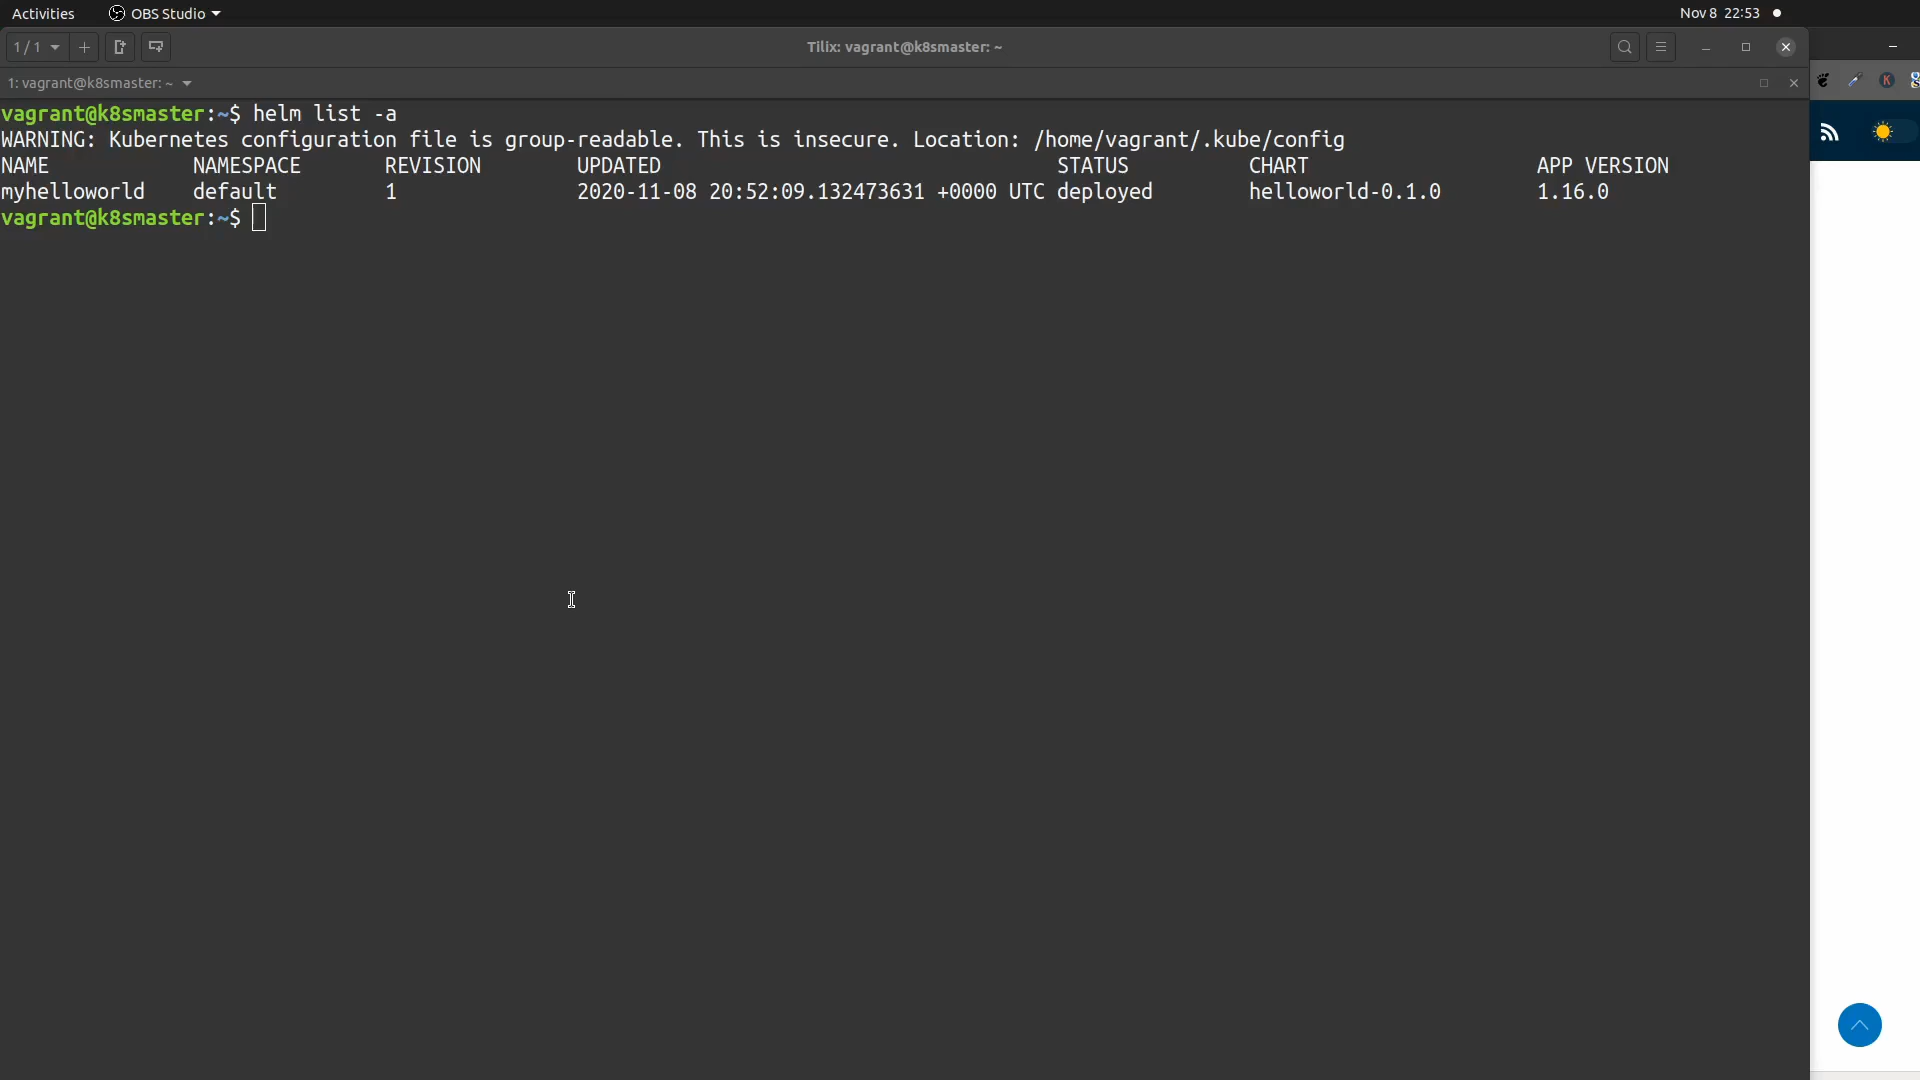 Activities OBS Studio Nov 8 22:53
1 / 1 Tilix: vagrant@k8smaster: ~
1: vagrant@k8smaster: ~
vagrant@k8smaster:~$ helm list -a
WARNING: Kubernetes configuration file is group-readable. This is insecure. Location: /home/vagrant/.kube/config
NAME NAMESPACE REVISION UPDATED STATUS CHART APP VERSION
myhelloworld default 1 2020-11-08 20:52:09.132473631 +0000 UTC deployed helloworld-0.1.0 1.16.0
vagrant@k8smaster:~$
K